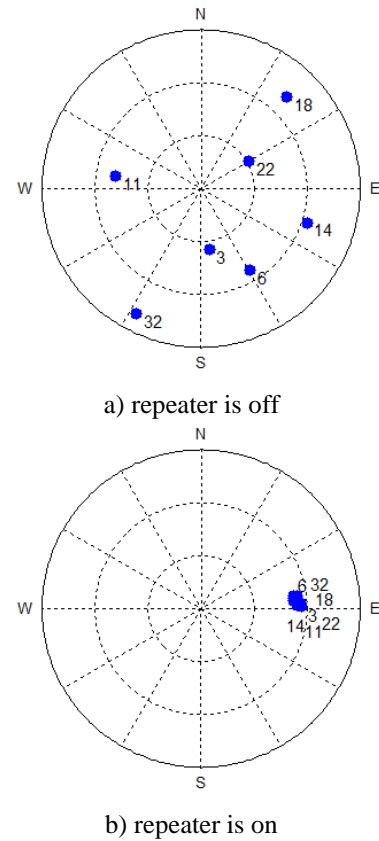 N
18
22
11
W
E
14
3
6
32
S
a) repeater is off
N
6 32
18
W
E
3
14 11 22
S
b) repeater is on